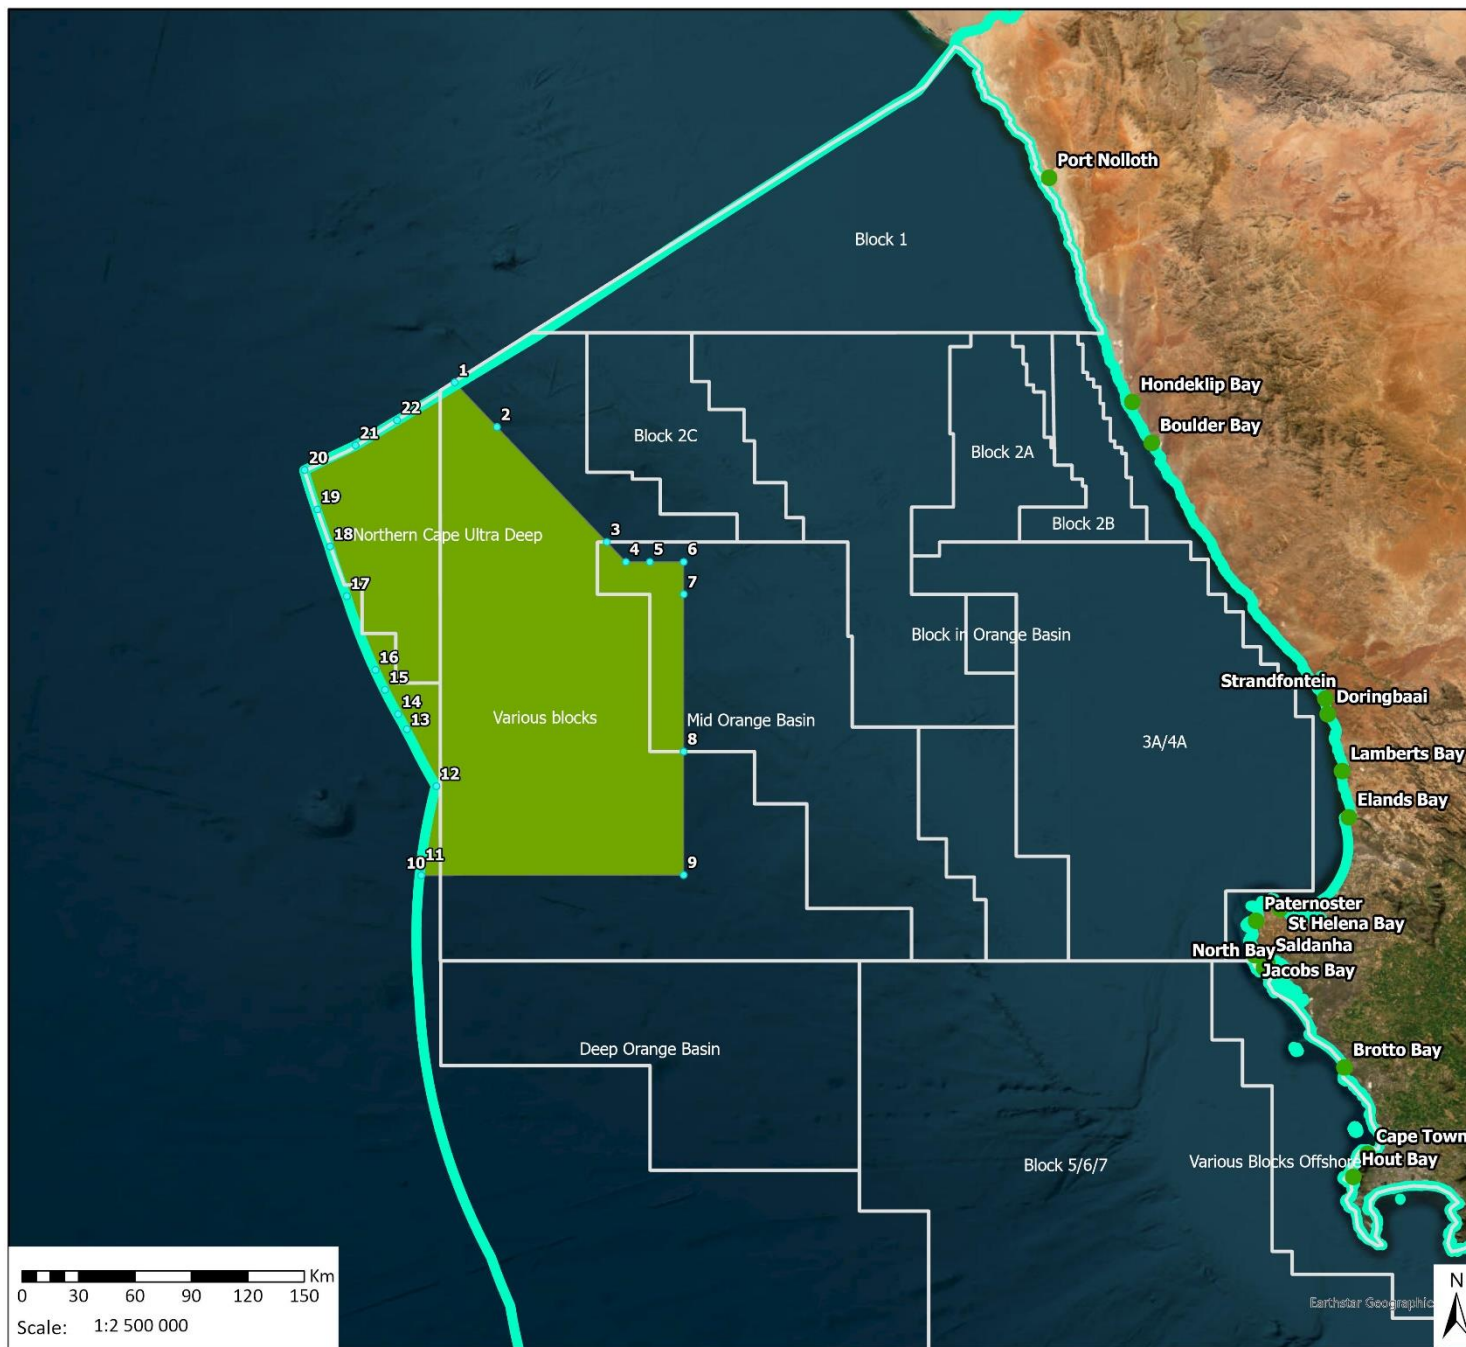 Port Nolloth
Block 1
1
Hondeklip Bay
22
2
Boulder Bay
21
Block 2C
Block 2A
20
19
Block 2B
18
Northern Cape Ultra Deep
3
4
5
6
17
7
Block in Orange Basin
16
15
Strandfontein
Doringbaai
14
13
Various blocks
Mid Orange Basin
8
3A/4A
Lamberts Bay
12
Elands Bay
10
11
9
Paternoster
St Helena Bay
North Bay
Saldanha
Jacobs Bay
Deep Orange Basin
Brotto Bay
Cape Town
Block 5/6/7
Various Blocks Offshore
Hout Bay
Km
0 30 60 90 120 150
Scale: 1:2 500 000
Earthstar Geographic
N